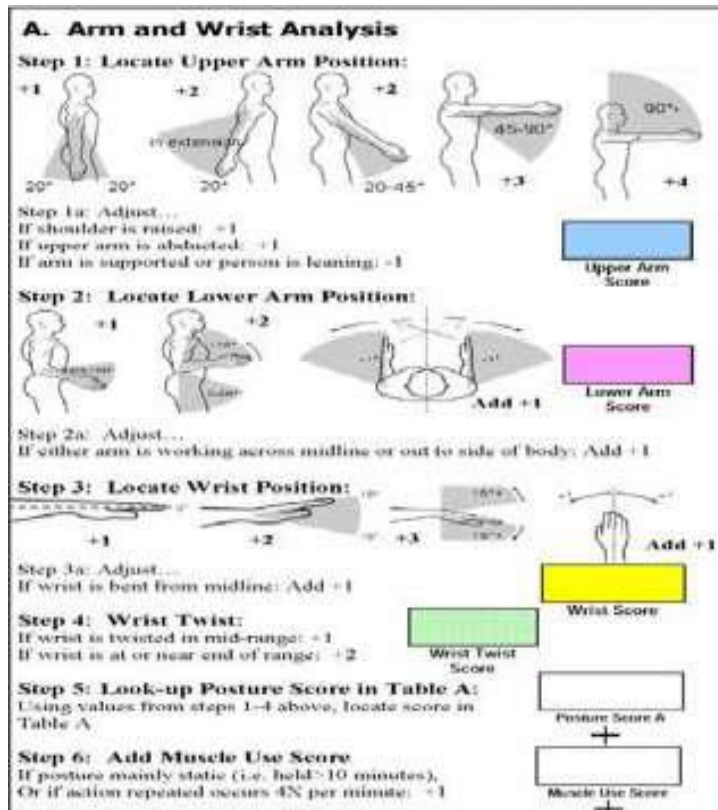 A. Arm and Wrist Analysis
Step 1: Locate Upper Arm Position:
+1
+2
+2
in extension
45-90°
90°+
20°
20°
20°
20-45°
+3
+4
Step 1a: Adjust...
If shoulder is raised: +1
If upper arm is abducted: +1
If arm is supported or person is leaning: -1
Upper Arm
Score
Step 2: Locate Lower Arm Position:
+1
+2
Add +1
Lower Arm
Score
Step 2a: Adjust...
If either arm is working across midline or out to side of body: Add +1
Step 3: Locate Wrist Position:
+1
+2
+3
Add +1
Step 3a: Adjust...
If wrist is bent from midline: Add +1
Wrist Score
Step 4: Wrist Twist:
If wrist is twisted in mid-range: +1
If wrist is at or near end of range: +2
Wrist Twist
Score
Step 5: Look-up Posture Score in Table A:
Using values from steps 1-4 above, locate score in
Table A
Posture Score A
+
Step 6: Add Muscle Use Score
If posture mainly static (i.e. held>10 minutes),
Or if action repeated occurs 4X per minute: +1
Muscle Use Score
+